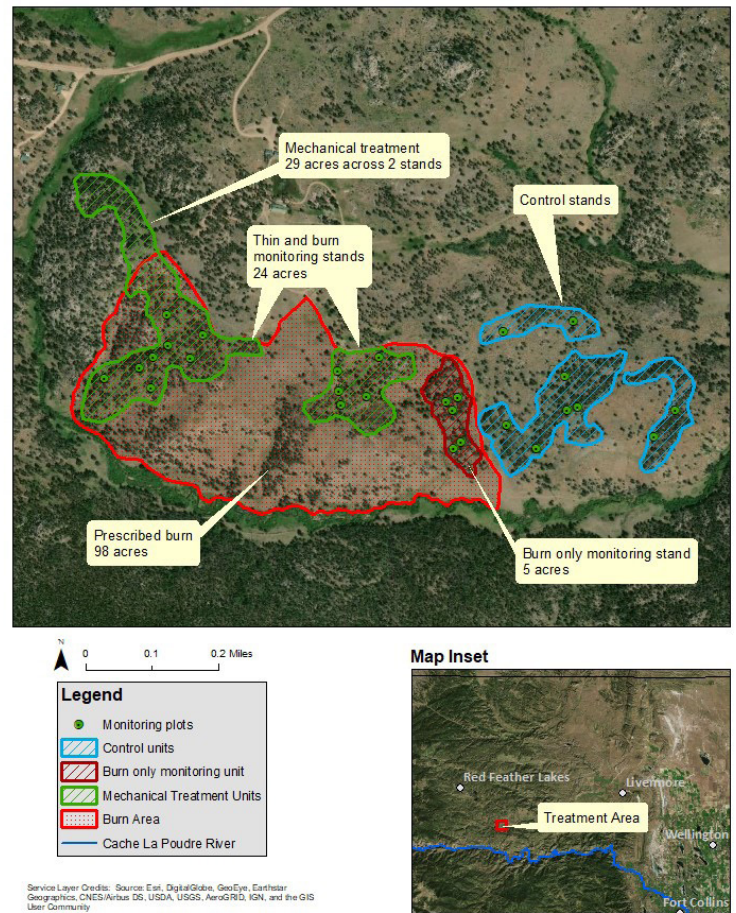 Mechanical treatment
29 acres across 2 stands
Control stands
Thin and burn
monitoring stands
24 acres
Prescribed burn
98 acres
Burn only monitoring stand
5 acres
N
0 0.1 0.2 Miles
Legend
Monitoring plots
Control units
Burn only monitoring unit
Mechanical Treatment Units
Burn Area
Cache La Poudre River
Service Layer Credits: Source: Esri, DigitalGlobe, GeoEye, Earthstar
Geographics, CNES/Airbus DS, USDA, USGS, AeroGRID, IGN, and the GIS
User Community
Map Inset
Red Feather Lakes
Livermore
Treatment Area
Wellington
Fort Collins